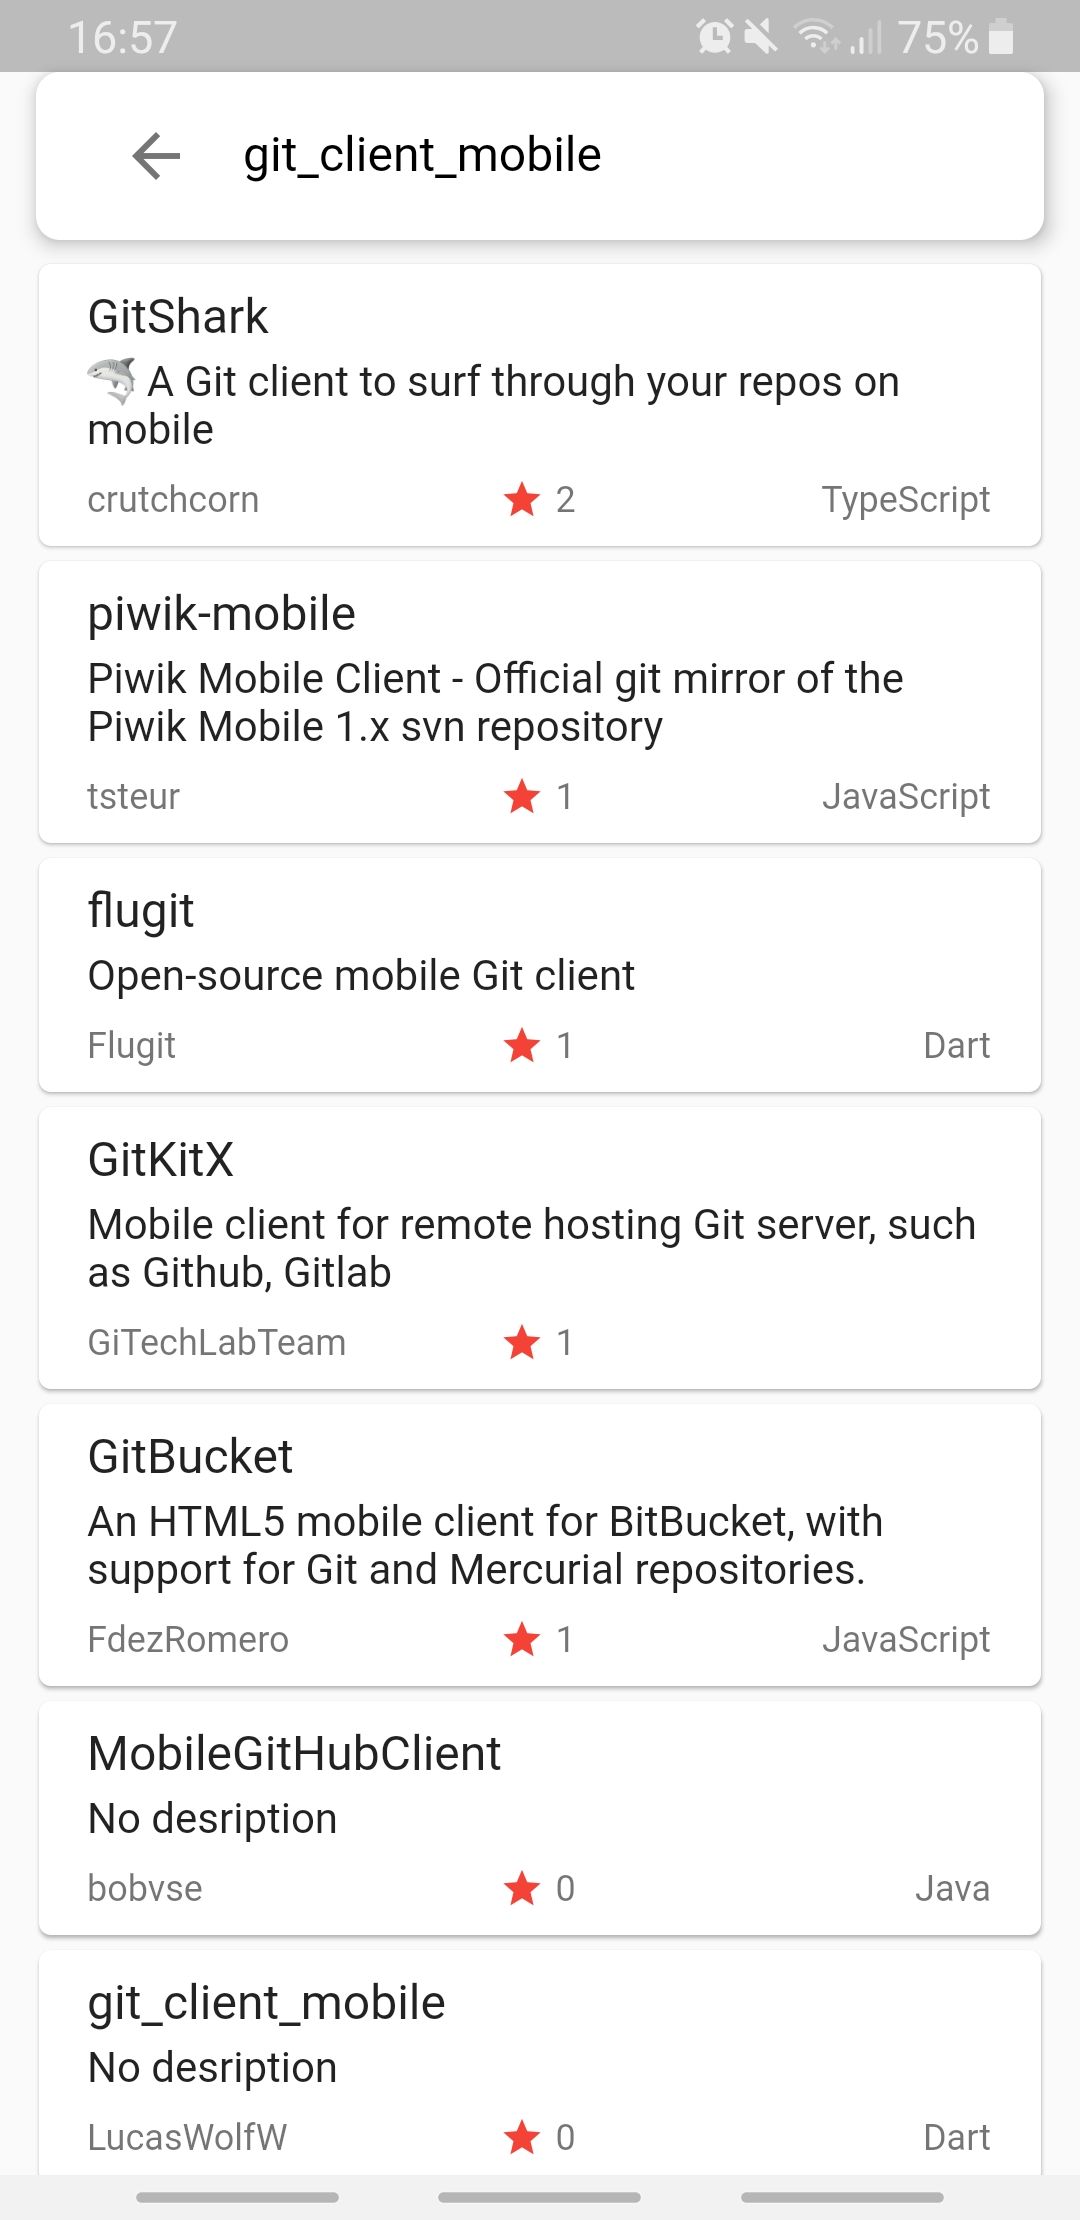 16:57 75%
git_client_mobile
GitShark
🦈 A Git client to surf through your repos on
mobile
crutchcorn 2 TypeScript
piwik-mobile
Piwik Mobile Client - Official git mirror of the
Piwik Mobile 1.x svn repository
tsteur 1 JavaScript
flugit
Open-source mobile Git client
Flugit 1 Dart
GitKitX
Mobile client for remote hosting Git server, such
as Github, Gitlab
GiTechLabTeam 1
GitBucket
An HTML5 mobile client for BitBucket, with
support for Git and Mercurial repositories.
FdezRomero 1 JavaScript
MobileGitHubClient
No desription
bobvse 0 Java
git_client_mobile
No desription
LucasWolfW 0 Dart